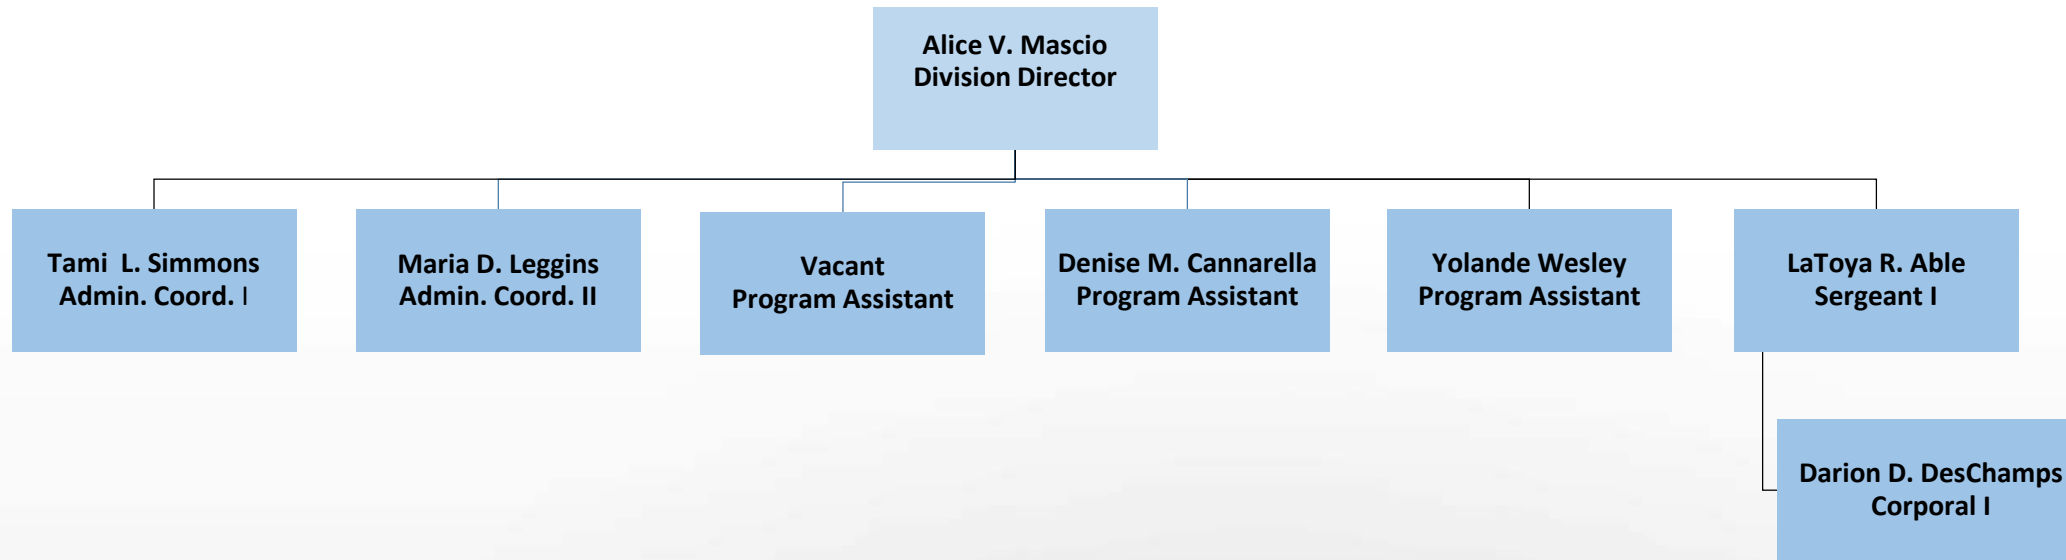 Alice V. Mascio
Division Director
Tami L. Simmons
Admin. Coord. I
Maria D. Leggins
Admin. Coord. II
Vacant
Program Assistant
Denise M. Cannarella
Program Assistant
Yolande Wesley
Program Assistant
LaToya R. Able
Sergeant I
Darion D. DesChamps
Corporal I